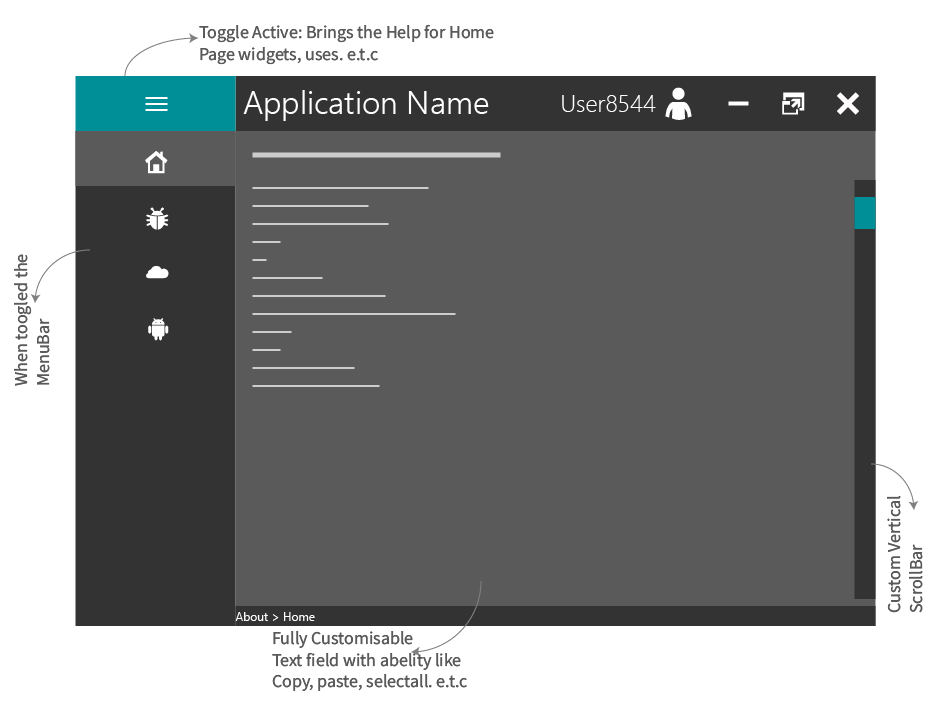 Toggle Active: Brings the Help for Home
Page widgets, uses. e.t.c
Application Name
User8544
When toogled the
MenuBar
Custom Vertical
ScrollBar
About > Home
Fully Customisable
Text field with abelity like
Copy, paste, selectall. e.t.c